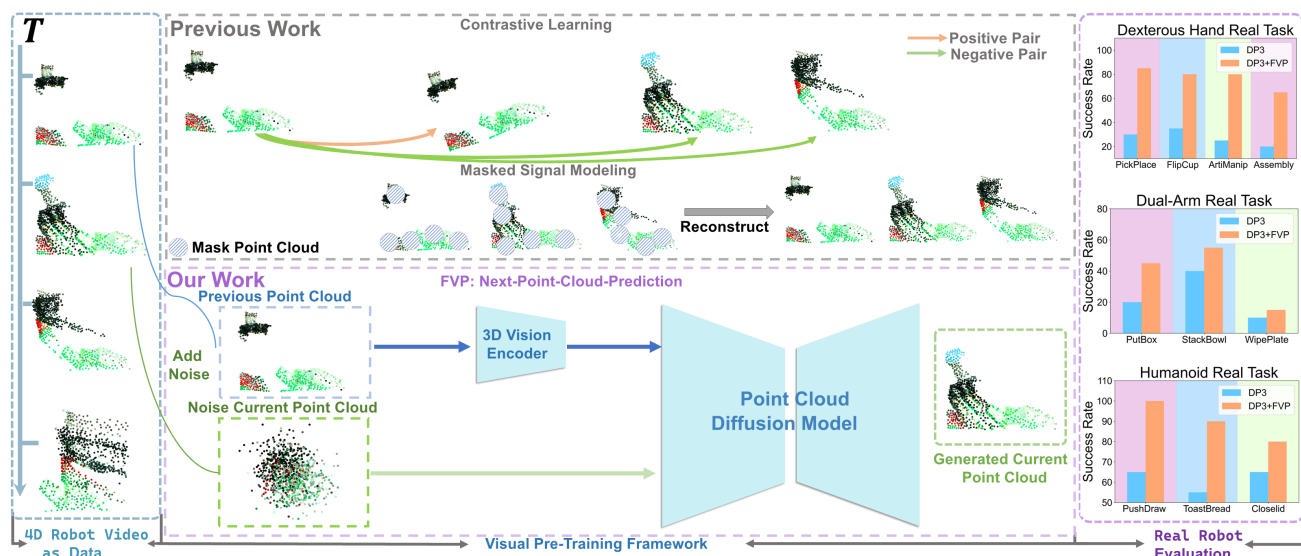 T
4D Robot Video
as Data
Previous Work
Contrastive Learning
Positive Pair
Negative Pair
Masked Signal Modeling
Mask Point Cloud
Reconstruct
Our Work
FVP: Next-Point-Cloud-Prediction
Previous Point Cloud
Add
Noise
Noise Current Point Cloud
3D Vision
Encoder
Point Cloud
Diffusion Model
Generated Current
Point Cloud
Visual Pre-Training Framework
Dexterous Hand Real Task
DP3
DP3+FVP
Success Rate
100
80
60
40
20
PickPlace FlipCup ArtiManip Assembly
Dual-Arm Real Task
DP3
DP3+FVP
Success Rate
80
60
40
20
0
PutBox StackBowl WipePlate
Humanoid Real Task
DP3
DP3+FVP
Success Rate
110
100
90
80
70
60
50
PushDraw ToastBread Closelid
Real Robot
Evaluation